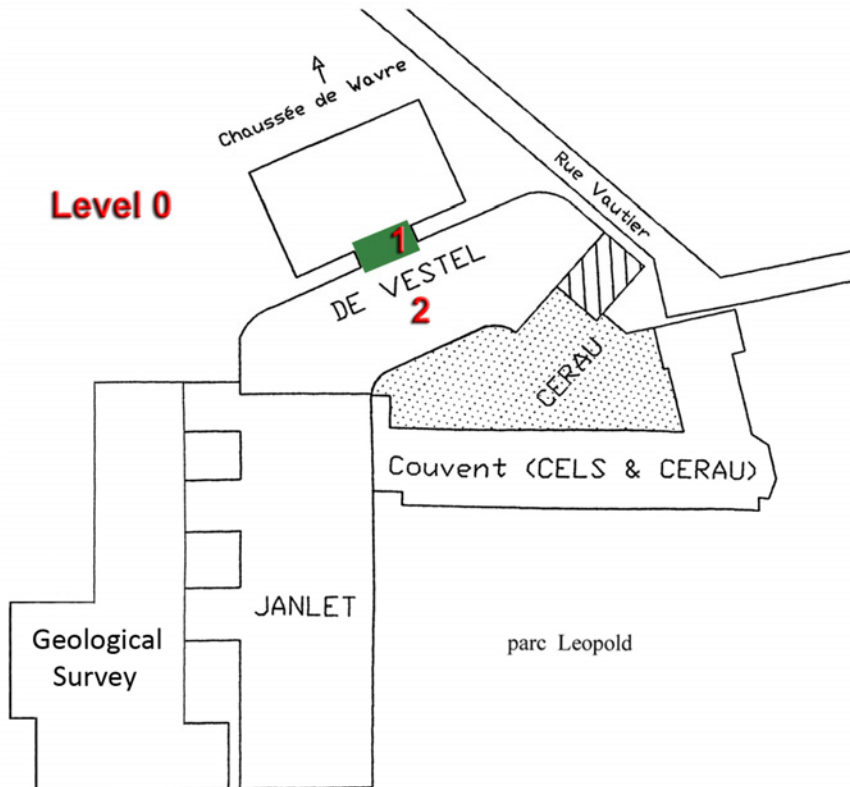 Chaussée de Wavre
Rue Vautier
Level 0
1
DE VESTEL
2
CERAU
Couvent (CELS & CERAU)
JANLET
Geological
Survey
parc Leopold